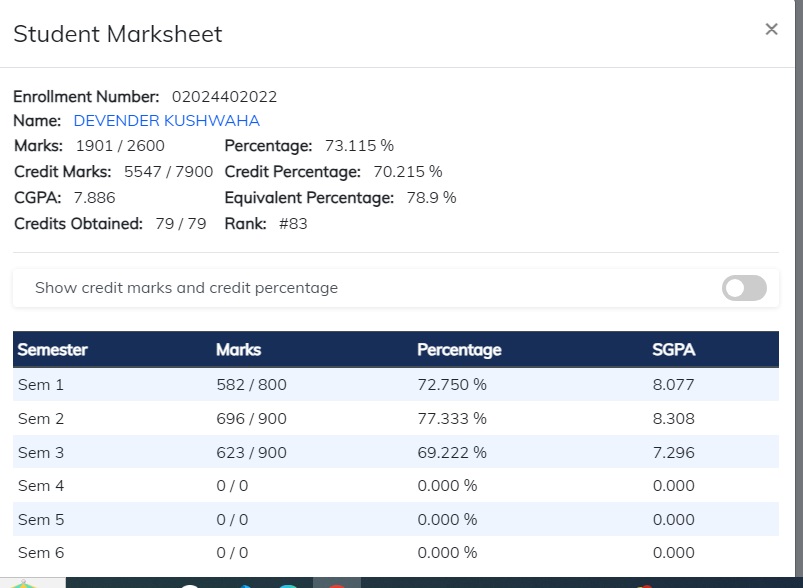 Student Marksheet ×
Enrollment Number: 02024402022
Name: DEVENDER KUSHWAHA
Marks: 1901 / 2600 Percentage: 73.115 %
Credit Marks: 5547 / 7900 Credit Percentage: 70.215 %
CGPA: 7.886 Equivalent Percentage: 78.9 %
Credits Obtained: 79 / 79 Rank: #83
Show credit marks and credit percentage
Semester Marks Percentage SGPA
Sem 1 582 / 800 72.750 % 8.077
Sem 2 696 / 900 77.333 % 8.308
Sem 3 623 / 900 69.222 % 7.296
Sem 4 0 / 0 0.000 % 0.000
Sem 5 0 / 0 0.000 % 0.000
Sem 6 0 / 0 0.000 % 0.000